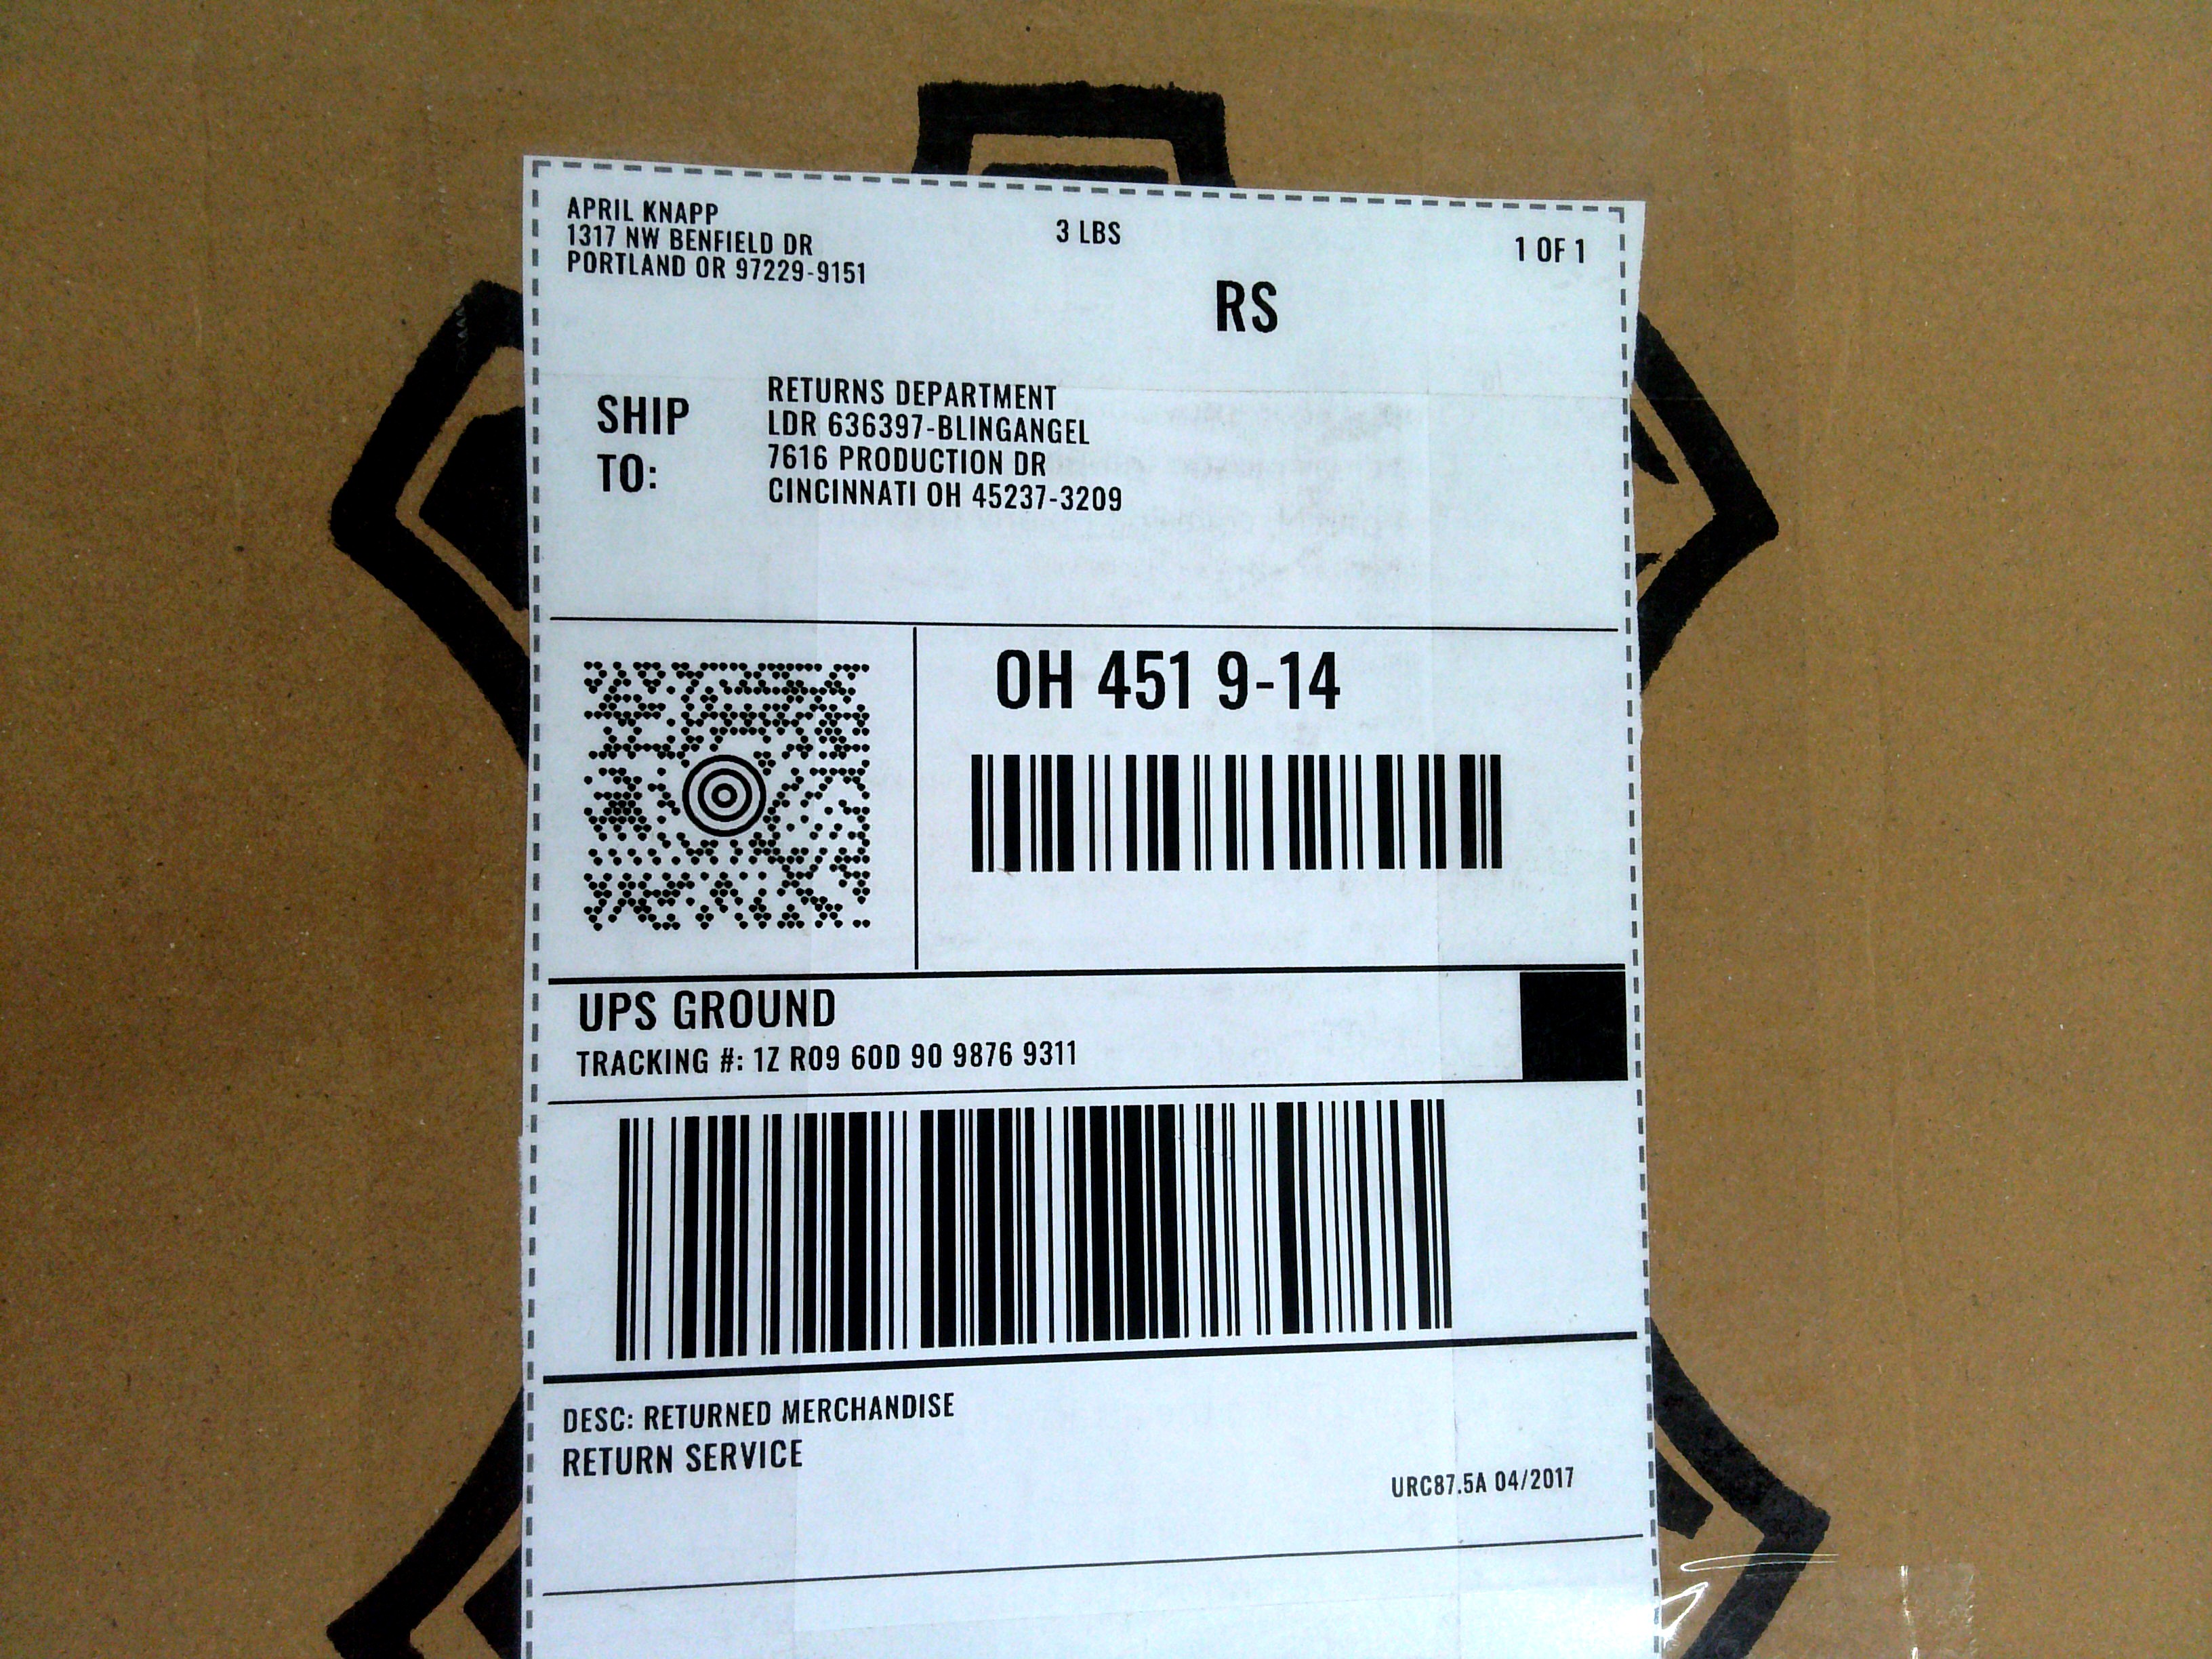 APRIL KNAPP
1317 NW BENFIELD DR
PORTLAND OR 97229-9151
3 LBS
1 OF 1
RS
SHIP TO:
RETURNS DEPARTMENT
LDR 636397-BLINGANGEL
7616 PRODUCTION DR
CINCINNATI OH 45237-3209
OH 451 9-14
UPS GROUND
TRACKING #: 1Z R09 60D 90 9876 9311
DESC: RETURNED MERCHANDISE
RETURN SERVICE
URC87.5A 04/2017